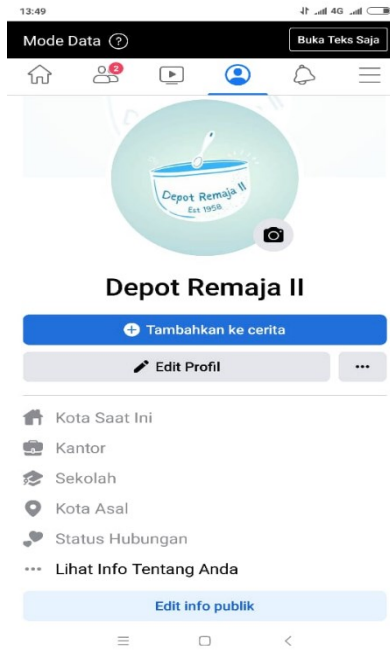 13:49
4G
Mode Data ?
Buka Teks Saja
2
Depot Remaja II
Est 1958
Depot Remaja II
Tambahkan ke cerita
Edit Profil
Kota Saat Ini
Kantor
Sekolah
Kota Asal
Status Hubungan
Lihat Info Tentang Anda
Edit info publik